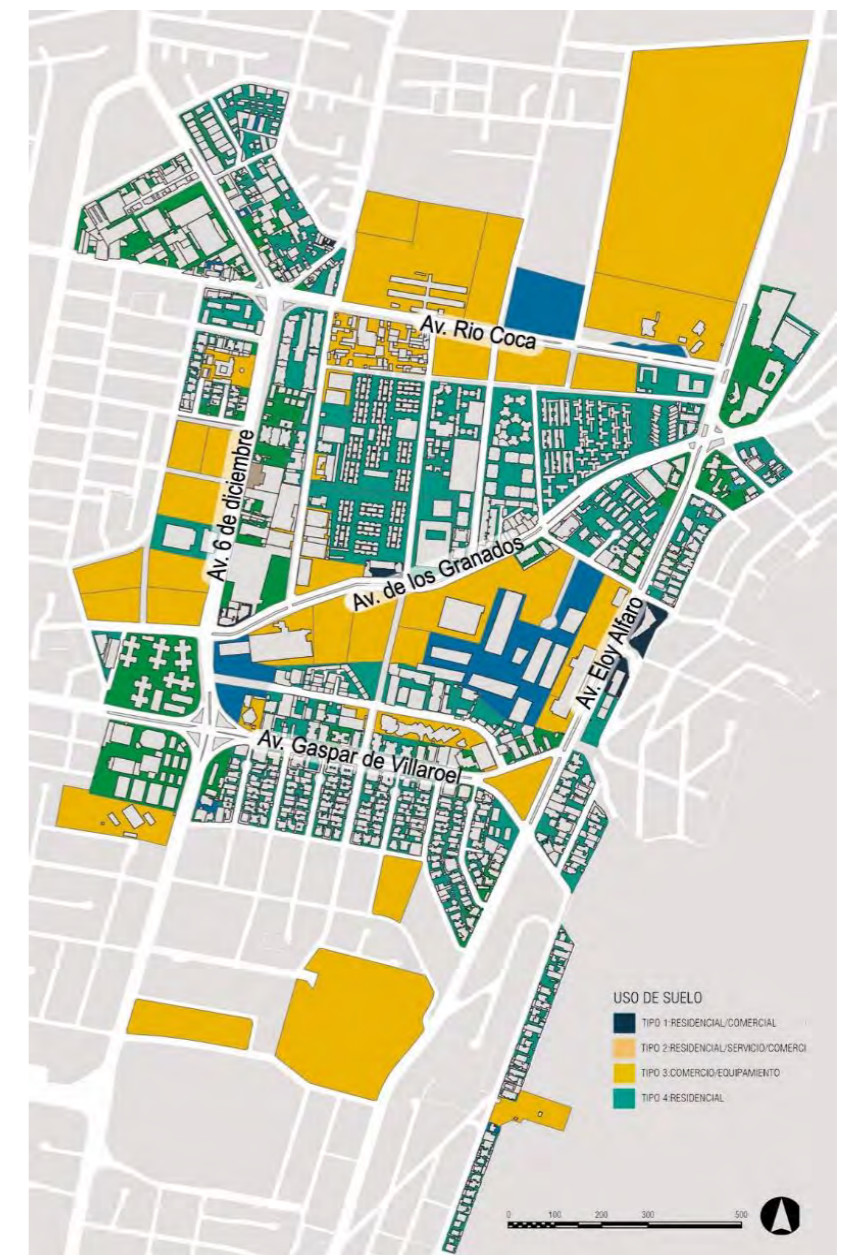 Av. Rio Coca
Av. 6 de diciembre
Av. de los Granados
Av. Eloy Alfaro
Av. Gaspar de Villaroel
USO DE SUELO
TIPO 1:RESIDENCIAL/COMERCIAL
TIPO 2:RESIDENCIAL/SERVICIO/COMERCI
TIPO 3:COMERCIO/EQUIPAMIENTO
TIPO 4:RESIDENCIAL
0 100 200 300 500